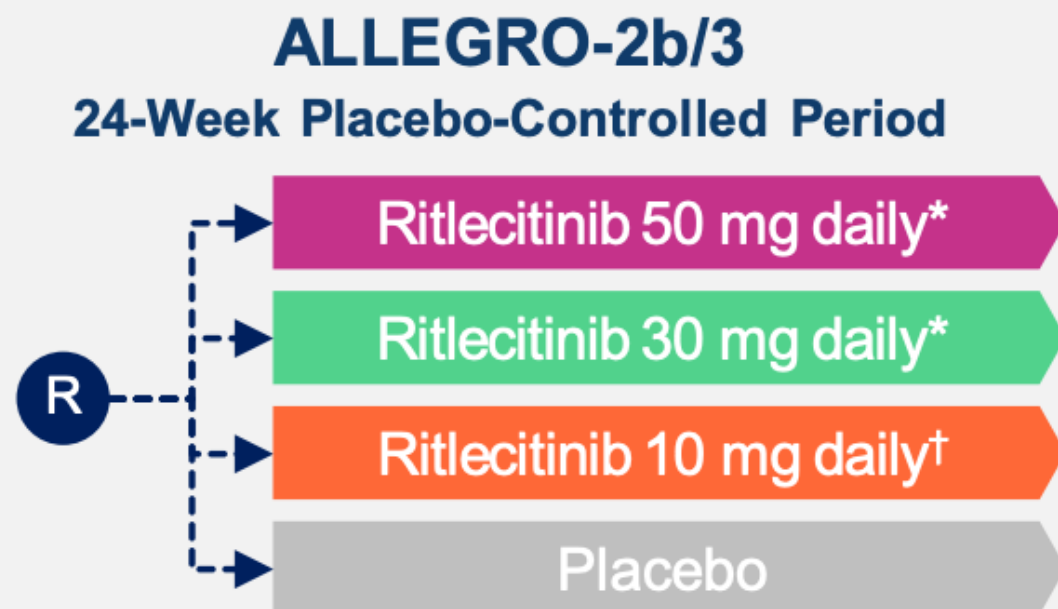 ALLEGRO-2b/3
24-Week Placebo-Controlled Period
Ritlecitinib 50 mg daily*
Ritlecitinib 30 mg daily*
R
Ritlecitinib 10 mg daily†
Placebo